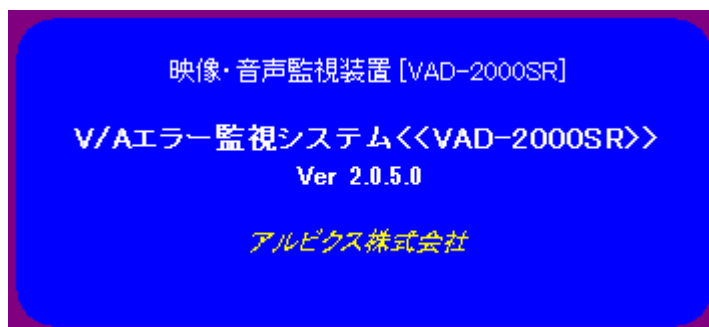 映像・音声監視装置[VAD-2000SR]
V/Aエラー監視システム<<VAD-2000SR>>
Ver 2.0.5.0
アルビクス株式会社